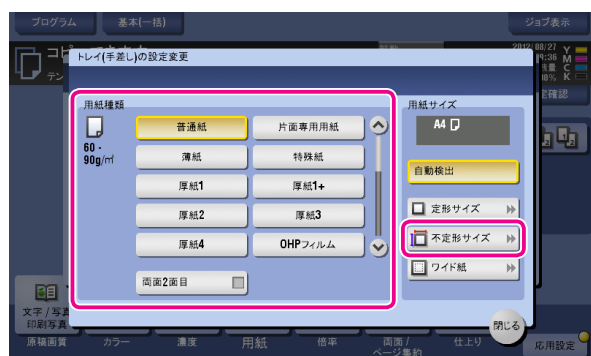 プログラム
基本(一括)
ジョブ表示
2012/08/27
トレイ(手差し)の設定変更
Y
M
C
K
テン
用紙種類
用紙サイズ
普通紙
片面専用用紙
A4
60 -
90g/㎡
薄紙
特殊紙
自動検出
厚紙1
厚紙1+
定形サイズ
厚紙2
厚紙3
不定形サイズ
厚紙4
OHPフィルム
ワイド紙
両面2面目
文字/写真
印刷写真
閉じる
原稿画質
カラー
濃度
用紙
倍率
両面/
ページ集約
仕上り
応用設定